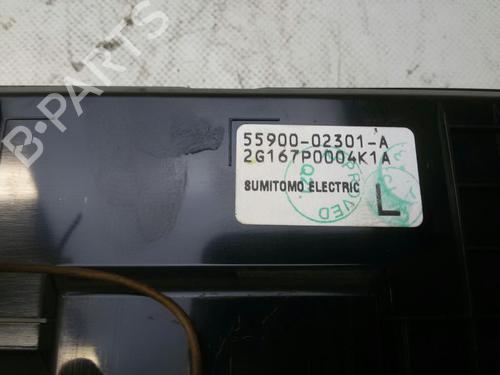 B-PARTS
55900-02301-A
2G167P0004K1A
SUMITOMO ELECTRIC
L